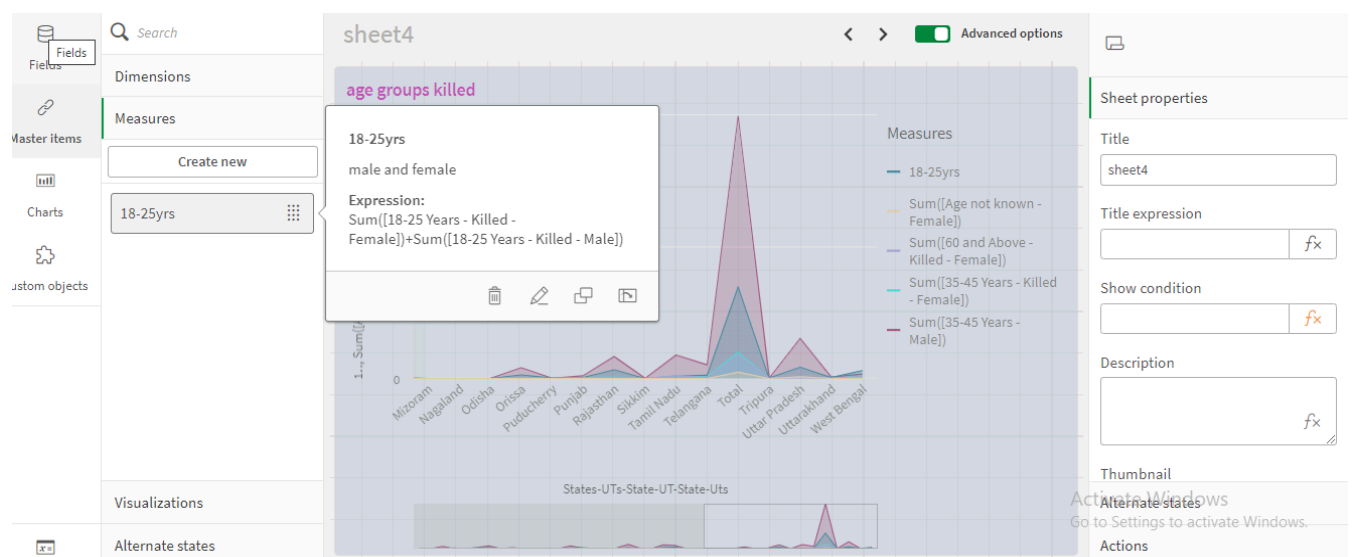 Fields
Fields
Master items
Charts
ustom objects
Search
Dimensions
Measures
Create new
18-25yrs
Visualizations
Alternate states
sheet4
Advanced options
age groups killed
18-25yrs
male and female
Expression:
Sum([18-25 Years - Killed -
Female])+Sum([18-25 Years - Killed - Male])
1..., Sum([
0
Mizoram
Nagaland
Odisha
Orissa
Puducherry
Punjab
Rajasthan
Sikkim
Tamil Nadu
Telangana
Total
Tripura
Uttar Pradesh
Uttarakhand
West Bengal
States-UTs-State-UT-State-Uts
Measures
18-25yrs
Sum([Age not known -
Female])
Sum([60 and Above -
Killed - Female])
Sum([35-45 Years - Killed
- Female])
Sum([35-45 Years -
Male])
Sheet properties
Title
sheet4
Title expression
fx
Show condition
fx
Description
fx
Thumbnail
Alternate states
Activate Windows
Go to Settings to activate Windows.
Actions